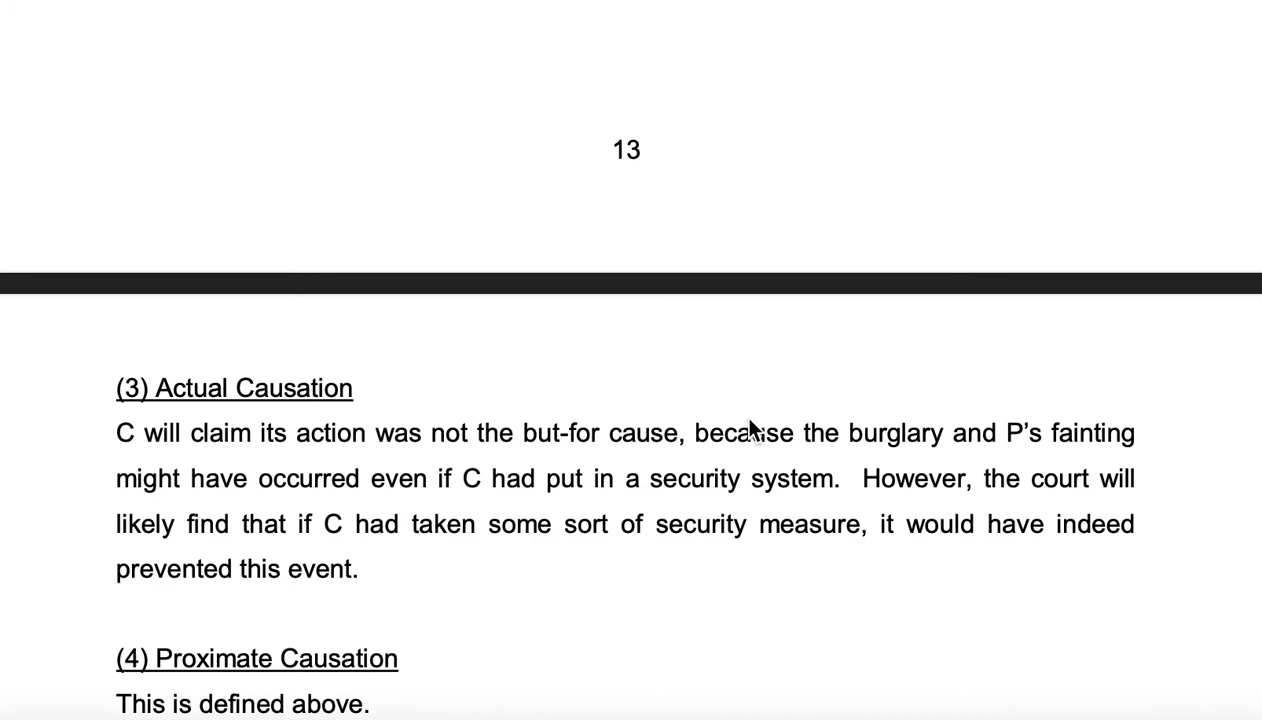 13
(3) Actual Causation
C will claim its action was not the but-for cause, because the burglary and P’s fainting
might have occurred even if C had put in a security system.  However, the court will
likely find that if C had taken some sort of security measure, it would have indeed
prevented this event.
(4) Proximate Causation
This is defined above.